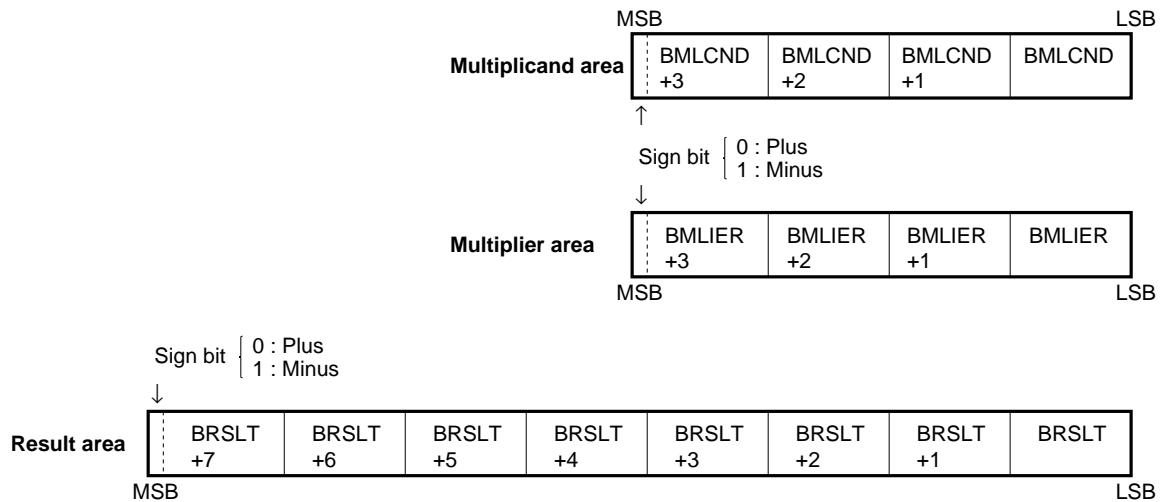 MSB LSB
Multiplicand area BMLCND BMLCND BMLCND BMLCND
+3 +2 +1
↑
Sign bit { 0 : Plus
1 : Minus
↓
Multiplier area BMLIER BMLIER BMLIER BMLIER
+3 +2 +1
MSB LSB
Sign bit { 0 : Plus
1 : Minus
↓
Result area BRSLT BRSLT BRSLT BRSLT BRSLT BRSLT BRSLT BRSLT
+7 +6 +5 +4 +3 +2 +1
MSB LSB